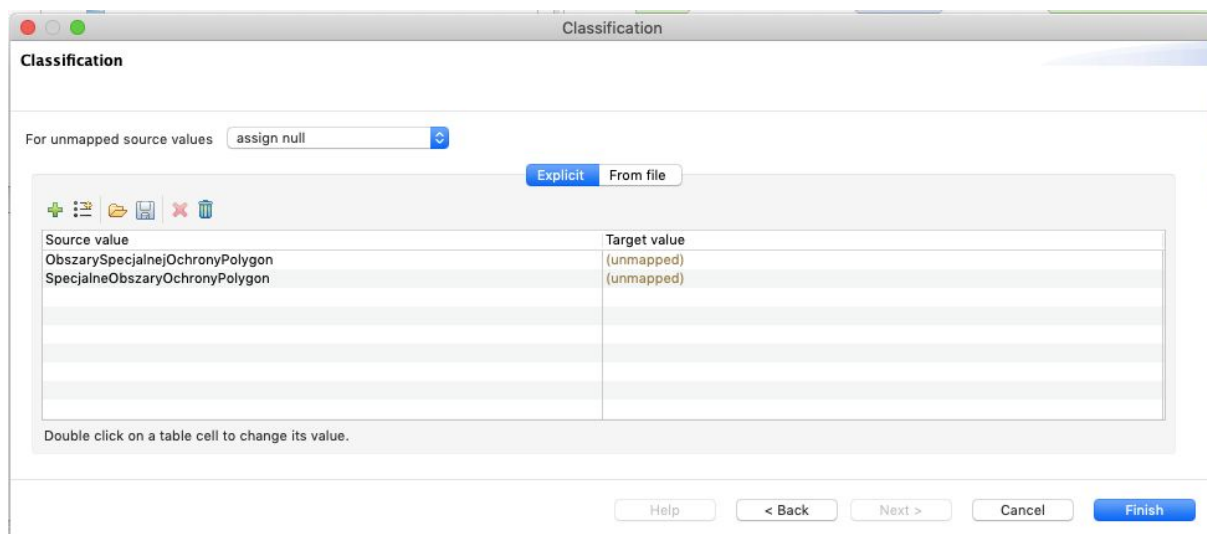 Classification
Classification
For unmapped source values assign null
Explicit From file
Source value Target value
ObszarySpecjalnejOchronyPolygon (unmapped)
SpecjalneObszaryOchronyPolygon (unmapped)
Double click on a table cell to change its value.
Help < Back Next > Cancel Finish